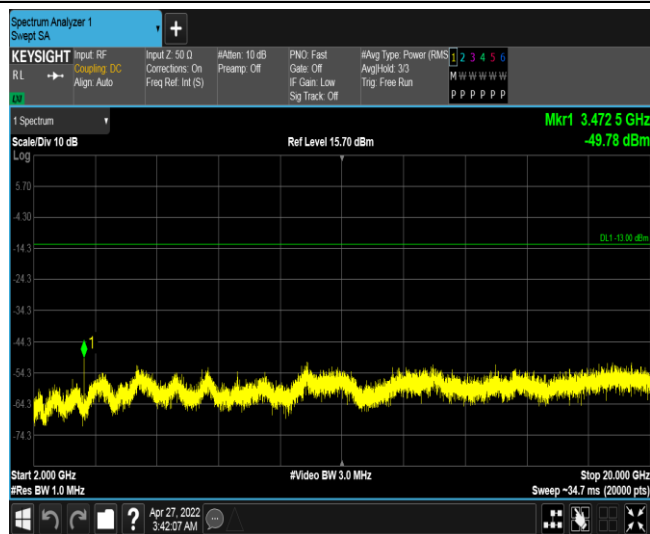 Spectrum Analyzer 1
Swept SA
+
KEYSIGHT Input: RF Input Z: 50 Ω #Atten: 10 dB PNO: Fast #Avg Type: Power (RMS 1 2 3 4 5 6
RL Coupling: DC Corrections: On Preamp: Off Gate: Off Avg|Hold: 3/3 M W W W W W
Align: Auto Freq Ref: Int (S) IF Gain: Low Trig: Free Run
Sig Track: Off P P P P P P
1 Spectrum Mkr1 3.472 5 GHz
Scale/Div 10 dB Ref Level 15.70 dBm -49.78 dBm
Log
5.70
-4.30
DL1 -13.00 dBm
-14.3
-24.3
-34.3
-44.3
1
-54.3
-64.3
-74.3
Start 2.000 GHz #Video BW 3.0 MHz Stop 20.000 GHz
#Res BW 1.0 MHz Sweep ~34.7 ms (20000 pts)
? Apr 27, 2022
3:42:07 AM